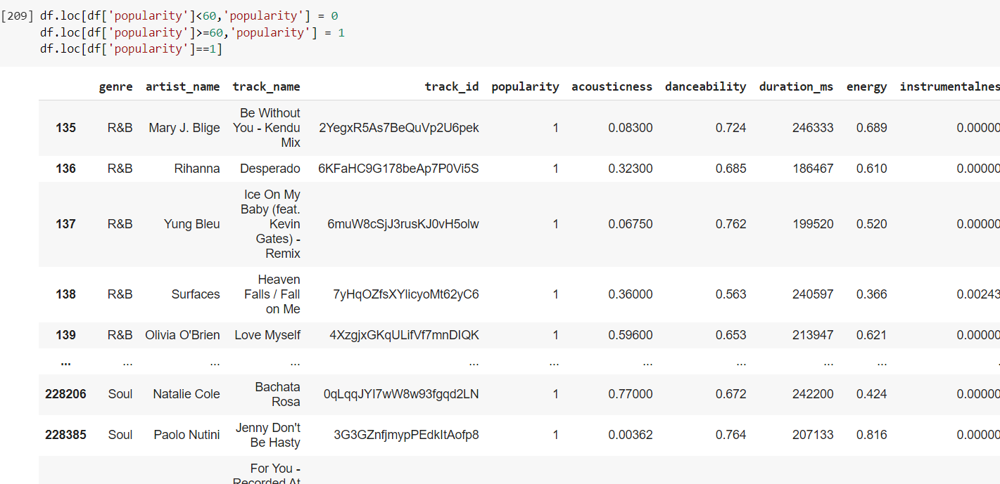 [209] df.loc[df['popularity']<60,'popularity'] = 0
df.loc[df['popularity']>=60,'popularity'] = 1
df.loc[df['popularity']==1]
genre artist_name track_name track_id popularity acousticness danceability duration_ms energy instrumentalnes
135 R&B Mary J. Blige Be Without You - Kendu Mix 2YegxR5As7BeQuVp2U6pek 1 0.08300 0.724 246333 0.689 0.00000
136 R&B Rihanna Desperado 6KFaHC9G178beAp7P0Vi5S 1 0.32300 0.685 186467 0.610 0.00000
137 R&B Yung Bleu Ice On My Baby (feat. Kevin Gates) - Remix 6muW8cSjJ3rusKJ0vH5olw 1 0.06750 0.762 199520 0.520 0.00000
138 R&B Surfaces Heaven Falls / Fall on Me 7yHqOZfsXYlicyoMt62yC6 1 0.36000 0.563 240597 0.366 0.00243
139 R&B Olivia O'Brien Love Myself 4XzgjxGKqULifVf7mnDIQK 1 0.59600 0.653 213947 0.621 0.00000
... ... ... ... ... ... ... ... ... ...
228206 Soul Natalie Cole Bachata Rosa 0qLqqJYI7wW8w93fgqd2LN 1 0.77000 0.672 242200 0.424 0.00000
228385 Soul Paolo Nutini Jenny Don't Be Hasty 3G3GZnfjmypPEdkItAofp8 1 0.00362 0.764 207133 0.816 0.00000
For You -
Recorded At